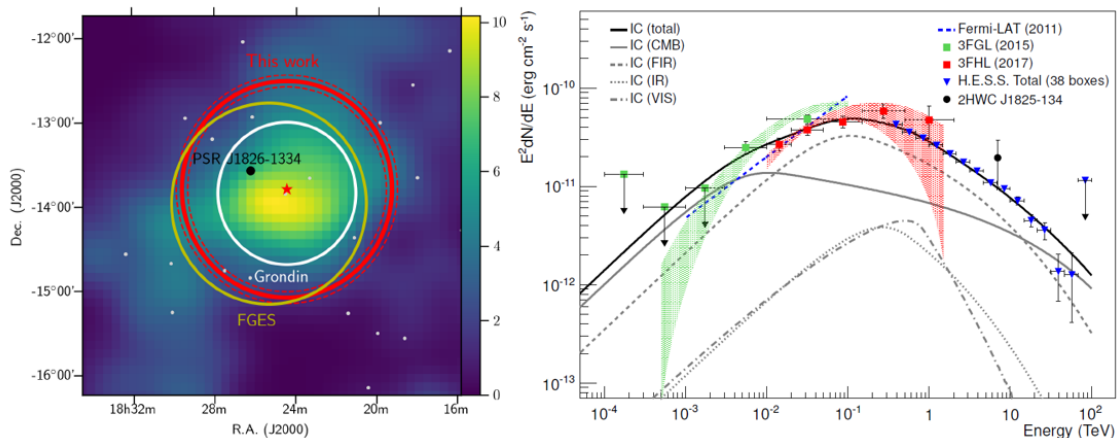 -12°00′
-13°00′
-14°00′
-15°00′
-16°00′
Dec. (J2000)
This work
PSR J1826-1334
Grondin
FGES
18h32m
28m
24m
20m
16m
R.A. (J2000)
10
8
6
4
2
0
E²dN/dE (erg cm⁻² s⁻¹)
10⁻¹⁰
10⁻¹¹
10⁻¹²
10⁻¹³
IC (total)
IC (CMB)
IC (FIR)
IC (IR)
IC (VIS)
Fermi-LAT (2011)
3FGL (2015)
3FHL (2017)
H.E.S.S. Total (38 boxes)
2HWC J1825-134
10⁻⁴
10⁻³
10⁻²
10⁻¹
1
10
10²
Energy (TeV)